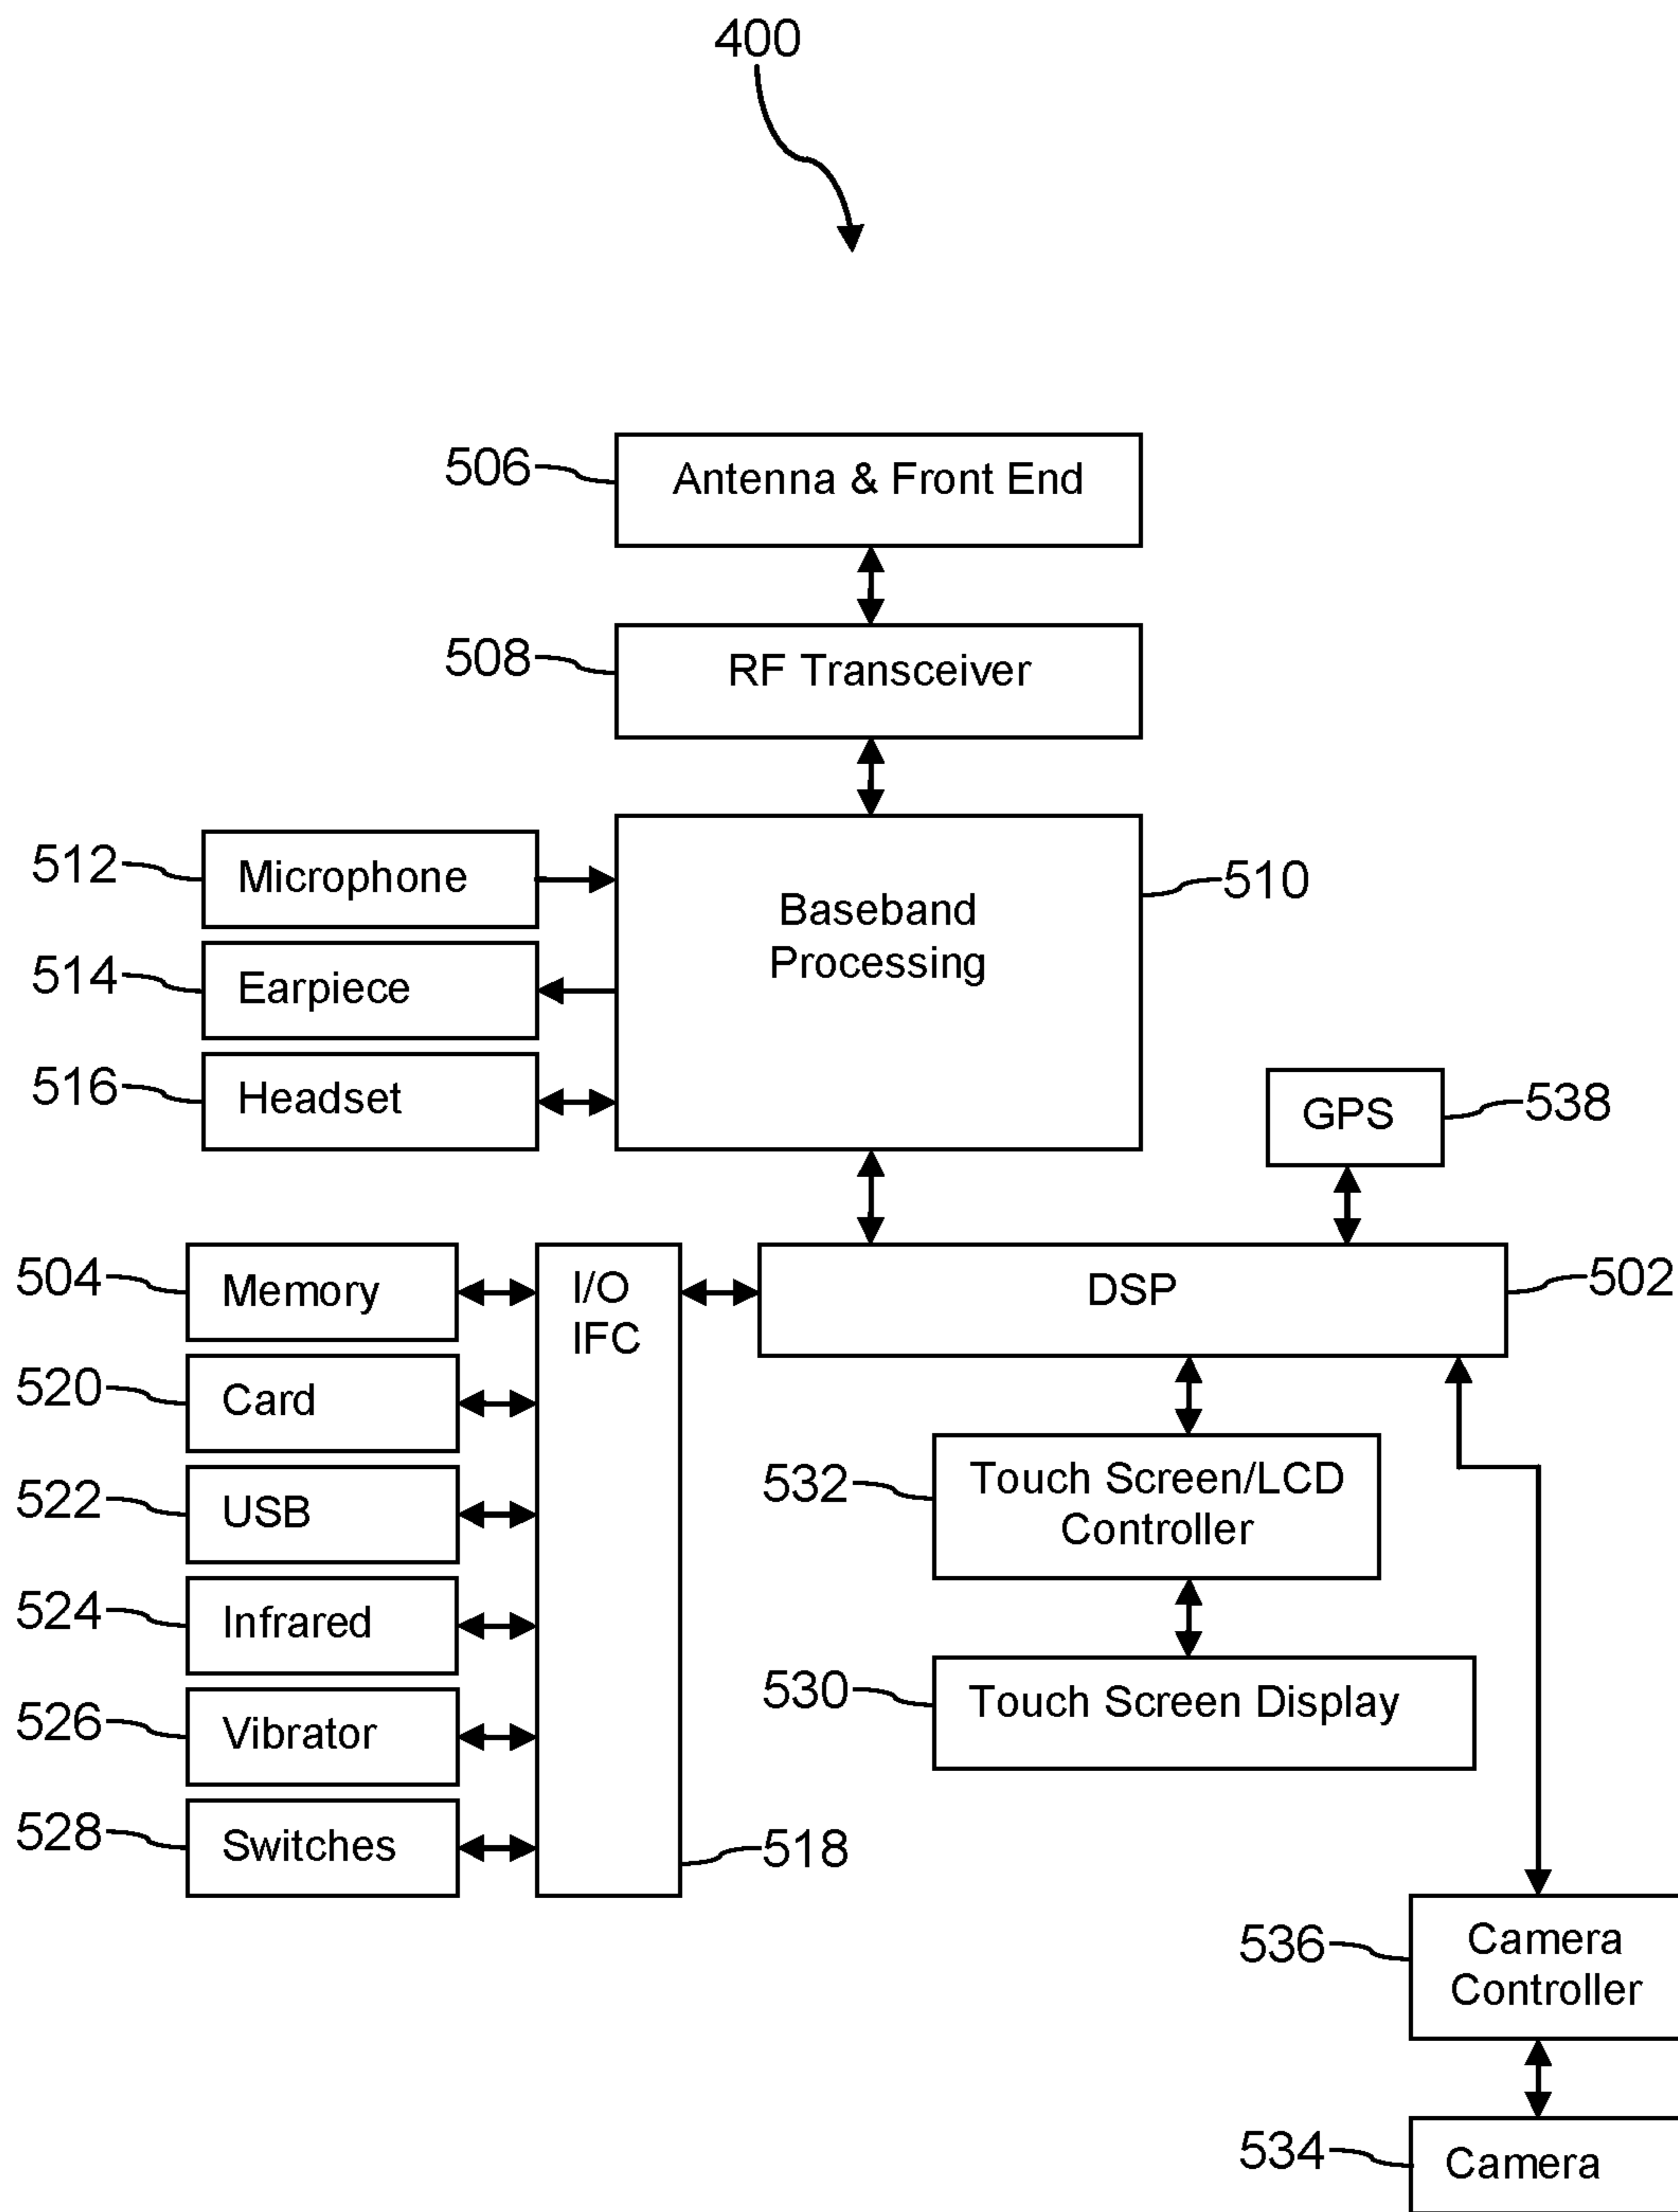 400
506
Antenna & Front End
508
RF Transceiver
512
Microphone
Baseband
Processing
510
514
Earpiece
516
Headset
GPS
538
504
Memory
I/O
IFC
DSP
502
520
Card
522
USB
532
Touch Screen/LCD
Controller
524
Infrared
530
Touch Screen Display
526
Vibrator
528
Switches
518
536
Camera
Controller
534
Camera